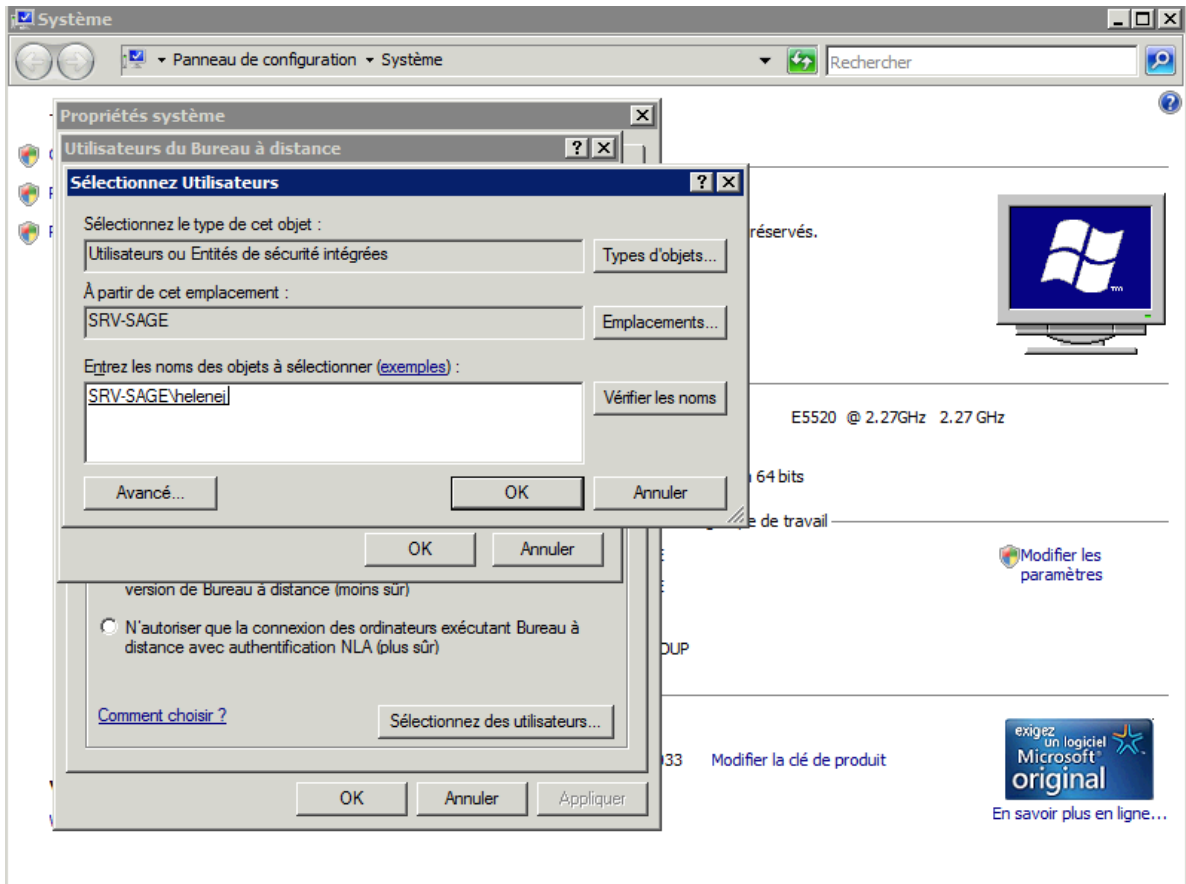 Système
Panneau de configuration Système
Rechercher
Propriétés système
Utilisateurs du Bureau à distance
Sélectionnez Utilisateurs
Sélectionnez le type de cet objet :
Utilisateurs ou Entités de sécurité intégrées
Types d'objets...
réservés.
À partir de cet emplacement :
SRV-SAGE
Emplacements...
Entrez les noms des objets à sélectionner (exemples) :
SRV-SAGE\helenej
Vérifier les noms
E5520 @ 2.27GHz 2.27 GHz
64 bits
Avancé...
OK
Annuler
e de travail
OK
Annuler
Modifier les
paramètres
version de Bureau à distance (moins sûr)
N'autoriser que la connexion des ordinateurs exécutant Bureau à
distance avec authentification NLA (plus sûr)
OUP
Comment choisir ?
Sélectionnez des utilisateurs...
exigez
un logiciel
Microsoft
original
33 Modifier la clé de produit
OK
Annuler
Appliquer
En savoir plus en ligne...